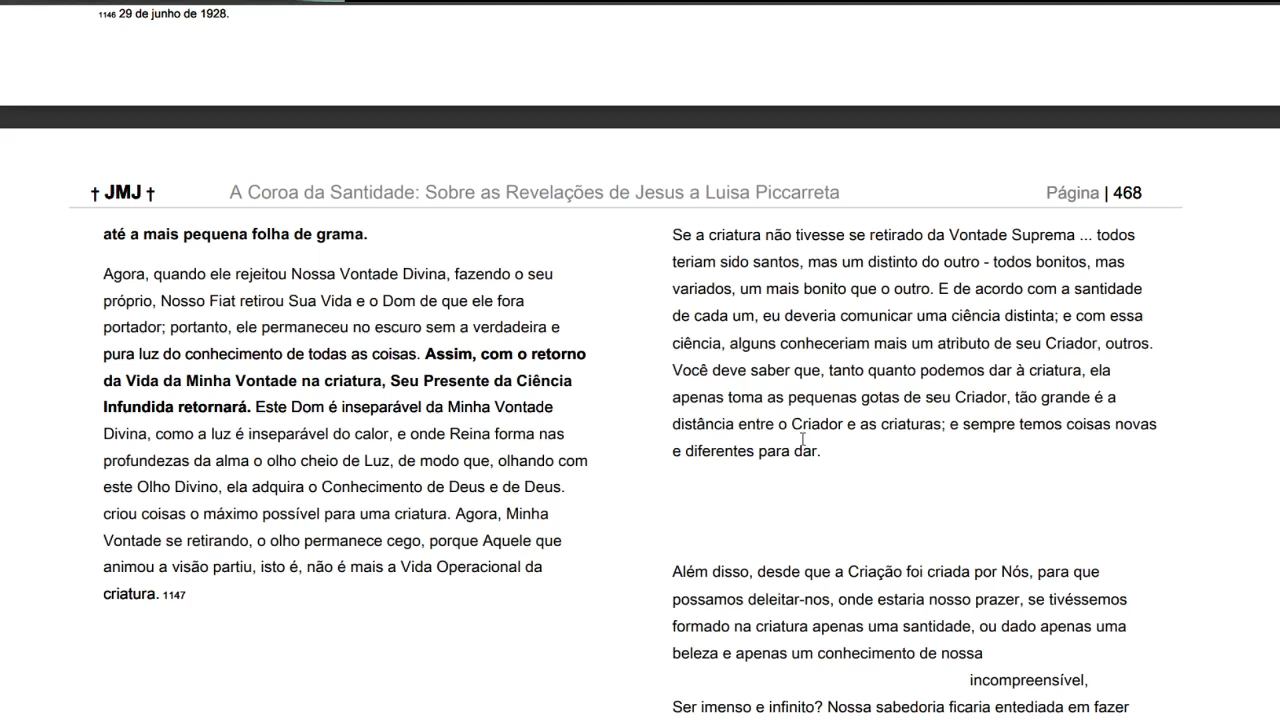 1146 29 de junho de 1928.
† JMJ † A Coroa da Santidade: Sobre as Revelações de Jesus a Luisa Piccarreta Página | 468
até a mais pequena folha de grama.
Agora, quando ele rejeitou Nossa Vontade Divina, fazendo o seu
próprio, Nosso Fiat retirou Sua Vida e o Dom de que ele fora
portador; portanto, ele permaneceu no escuro sem a verdadeira e
pura luz do conhecimento de todas as coisas. Assim, com o retorno
da Vida da Minha Vontade na criatura, Seu Presente da Ciência
Infundida retornará. Este Dom é inseparável da Minha Vontade
Divina, como a luz é inseparável do calor, e onde Reina forma nas
profundezas da alma o olho cheio de Luz, de modo que, olhando com
este Olho Divino, ela adquira o Conhecimento de Deus e de Deus.
criou coisas o máximo possível para uma criatura. Agora, Minha
Vontade se retirando, o olho permanece cego, porque Aquele que
animou a visão partiu, isto é, não é mais a Vida Operacional da
criatura. 1147
Se a criatura não tivesse se retirado da Vontade Suprema ... todos
teriam sido santos, mas um distinto do outro - todos bonitos, mas
variados, um mais bonito que o outro. E de acordo com a santidade
de cada um, eu deveria comunicar uma ciência distinta; e com essa
ciência, alguns conheceriam mais um atributo de seu Criador, outros.
Você deve saber que, tanto quanto podemos dar à criatura, ela
apenas toma as pequenas gotas de seu Criador, tão grande é a
distância entre o Criador e as criaturas; e sempre temos coisas novas
e diferentes para dar.
Além disso, desde que a Criação foi criada por Nós, para que
possamos deleitar-nos, onde estaria nosso prazer, se tivéssemos
formado na criatura apenas uma santidade, ou dado apenas uma
beleza e apenas um conhecimento de nossa
incompreensível,
Ser imenso e infinito? Nossa sabedoria ficaria entediada em fazer